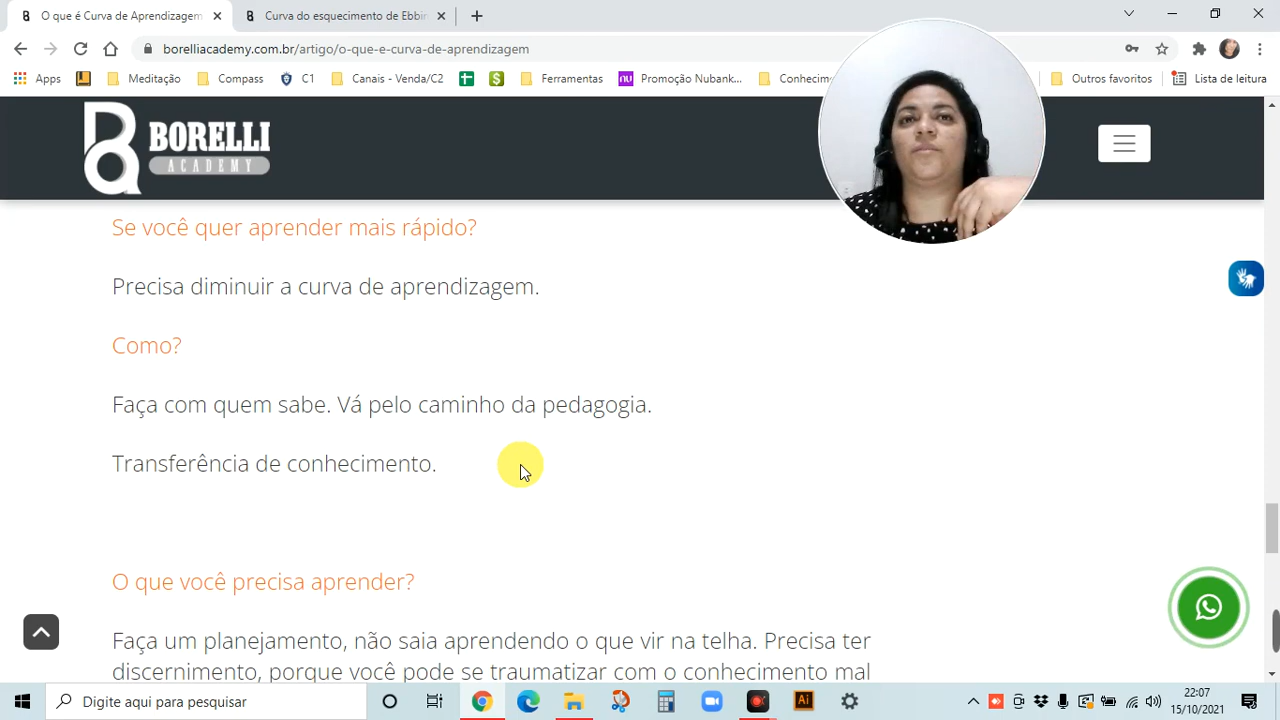 O que é Curva de Aprendizagem
Curva do esquecimento de Ebbin
borelliacademy.com.br/artigo/o-que-e-curva-de-aprendizagem
Apps
Meditação
Compass
C1
Canais - Venda/C2
Ferramentas
Promoção Nubank...
Conhecim
Outros favoritos
Lista de leitura
BORELLI
ACADEMY
Se você quer aprender mais rápido?
Precisa diminuir a curva de aprendizagem.
Como?
Faça com quem sabe. Vá pelo caminho da pedagogia.
Transferência de conhecimento.
O que você precisa aprender?
Faça um planejamento, não saia aprendendo o que vir na telha. Precisa ter
discernimento, porque você pode se traumatizar com o conhecimento mal
Digite aqui para pesquisar
Ai
22:07
15/10/2021